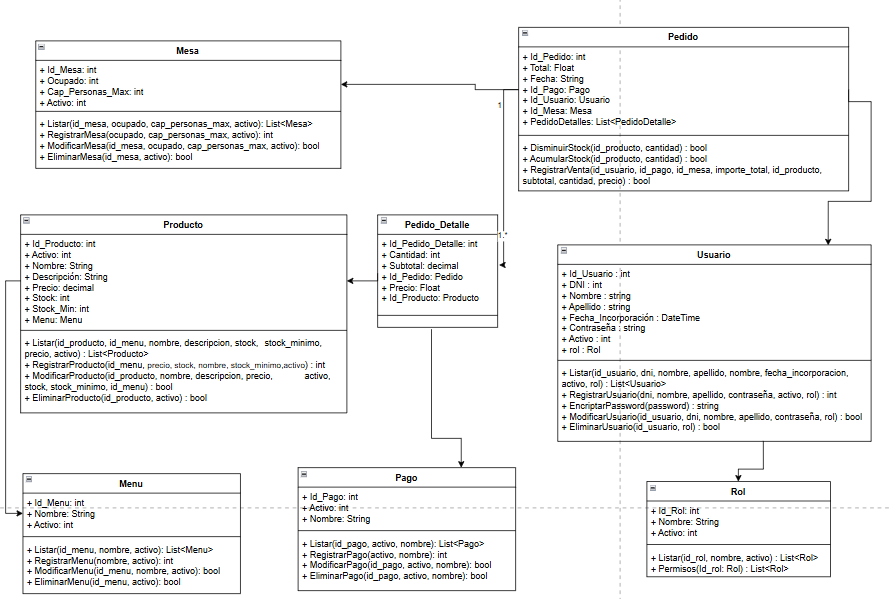 Mesa
+ Id_Mesa: int
+ Ocupado: int
+ Cap_Personas_Max: int
+ Activo: int
+ Listar(id_mesa, ocupado, cap_personas_max, activo): List<Mesa>
+ RegistrarMesa(ocupado, cap_personas_max, activo): int
+ ModificarMesa(id_mesa, ocupado, cap_personas_max, activo): bool
+ EliminarMesa(id_mesa, activo): bool
Pedido
+ Id_Pedido: int
+ Total: Float
+ Fecha: String
+ Id_Pago: Pago
+ Id_Usuario: Usuario
+ Id_Mesa: Mesa
+ PedidoDetalles: List<PedidoDetalle>
+ DisminuirStock(id_producto, cantidad) : bool
+ AcumularStock(id_producto, cantidad) : bool
+ RegistrarVenta(id_usuario, id_pago, id_mesa, importe_total, id_producto,
subtotal, cantidad, precio) : bool
1
1.*
Producto
+ Id_Producto: int
+ Activo: int
+ Nombre: String
+ Descripción: String
+ Precio: decimal
+ Stock: int
+ Stock_Min: int
+ Menu: Menu
+ Listar(id_producto, id_menu, nombre, descripcion, stock, stock_minimo,
precio, activo) : List<Producto>
+ RegistrarProducto(id_menu, precio, stock, nombre, stock_minimo,activo) : int
+ ModificarProducto(id_producto, nombre, descripcion, precio, activo,
stock, stock_minimo, id_menu) : bool
+ EliminarProducto(id_producto, activo) : bool
Pedido_Detalle
+ Id_Pedido_Detalle: int
+ Cantidad: int
+ Subtotal: decimal
+ Id_Pedido: Pedido
+ Precio: Float
+ Id_Producto: Producto
Usuario
+ Id_Usuario : int
+ DNI : int
+ Nombre : string
+ Apellido : string
+ Fecha_Incorporación : DateTime
+ Contraseña : string
+ Activo : int
+ rol : Rol
+ Listar(id_usuario, dni, nombre, apellido, nombre, fecha_incorporacion,
activo, rol) : List<Usuario>
+ RegistrarUsuario(dni, nombre, apellido, contraseña, activo, rol) : int
+ EncriptarPassword(password) : string
+ ModificarUsuario(id_usuario, dni, nombre, apellido, contraseña, rol) : bool
+ EliminarUsuario(id_usuario, rol) : bool
Menu
+ Id_Menu: int
+ Nombre: String
+ Activo: int
+ Listar(id_menu, nombre, activo): List<Menu>
+ RegistrarMenu(nombre, activo): int
+ ModificarMenu(id_menu, nombre, activo): bool
+ EliminarMenu(id_menu, activo): bool
Pago
+ Id_Pago: int
+ Activo: int
+ Nombre: String
+ Listar(id_pago, activo, nombre): List<Pago>
+ RegistrarPago(activo, nombre): int
+ ModificarPago(id_pago, activo, nombre): bool
+ EliminarPago(id_pago, activo, nombre): bool
Rol
+ Id_Rol: int
+ Nombre: String
+ Activo: int
+ Listar(id_rol, nombre, activo) : List<Rol>
+ Permisos(Id_rol: Rol) : List<Rol>